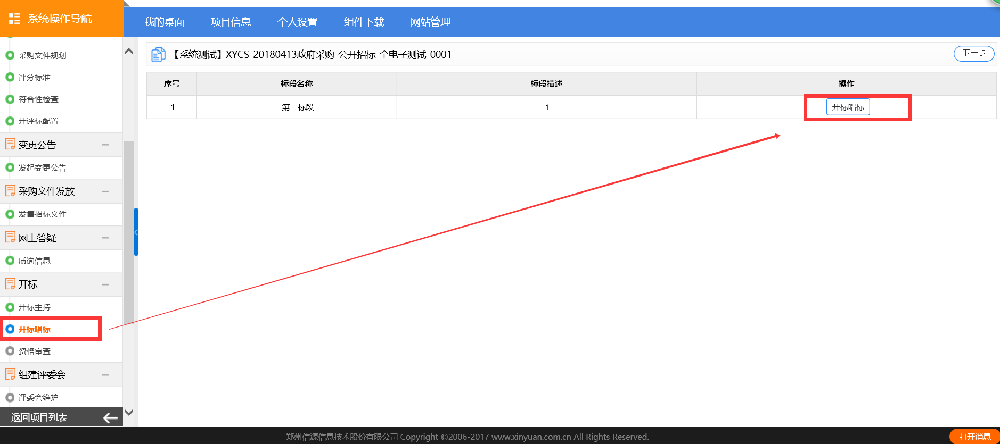 系统操作导航
我的桌面 项目信息 个人设置 组件下载 网站管理
采购文件规划
评分标准
符合性检查
开评标配置
变更公告
发起变更公告
采购文件发放
发售招标文件
网上答疑
质询信息
开标
开标主持
开标唱标
资格审查
组建评委会
评委会维护
返回项目列表
【系统测试】XYCS-20180413政府采购-公开招标-全电子测试-0001
下一步
序号 标段名称 标段描述 操作
1 第一标段 1 开标唱标
郑州信源信息技术股份有限公司 Copyright ©2006-2017 www.xinyuan.com.cn All Rights Reserved.
打开消息